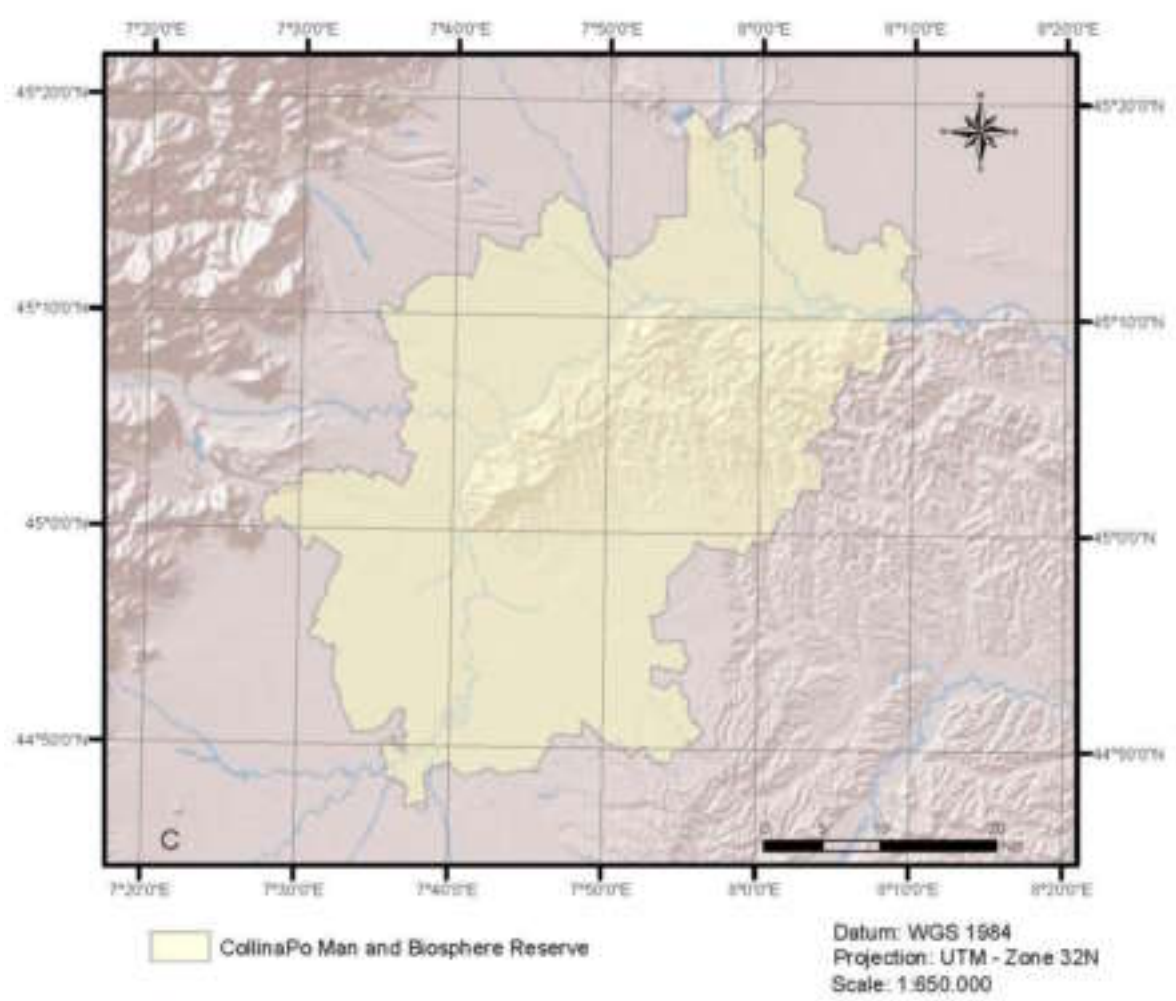 7°20'0"E 7°30'0"E 7°40'0"E 7°50'0"E 8°0'0"E 8°10'0"E 8°20'0"E
45°20'0"N 45°20'0"N
45°10'0"N 45°10'0"N
45°0'0"N 45°0'0"N
44°50'0"N 44°50'0"N
C
0 5 10 20
7°20'0"E 7°30'0"E 7°40'0"E 7°50'0"E 8°0'0"E 8°10'0"E 8°20'0"E
CollinaPo Man and Biosphere Reserve
Datum: WGS 1984
Projection: UTM - Zone 32N
Scale: 1:650.000